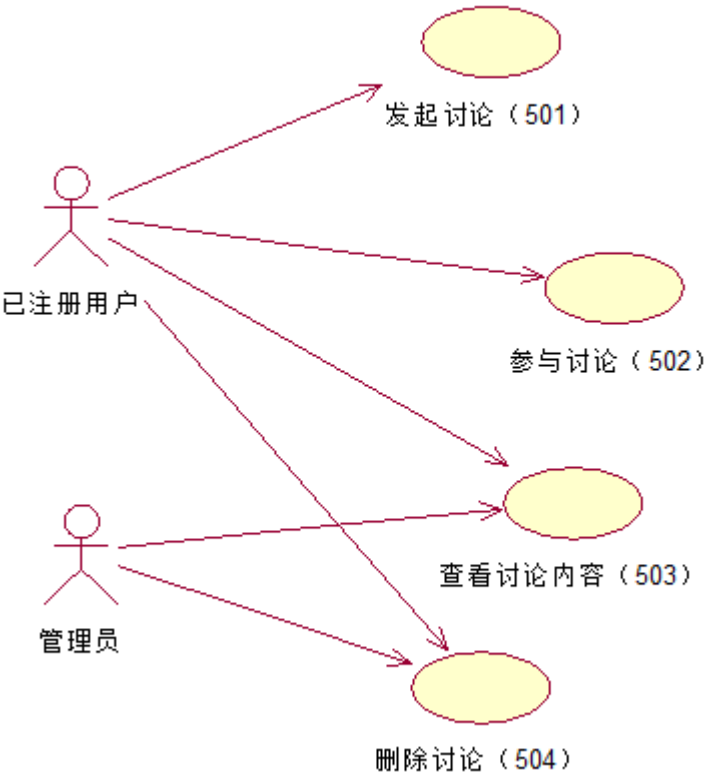 发起讨论（501）
已注册用户
参与讨论（502）
查看讨论内容（503）
管理员
删除讨论（504）